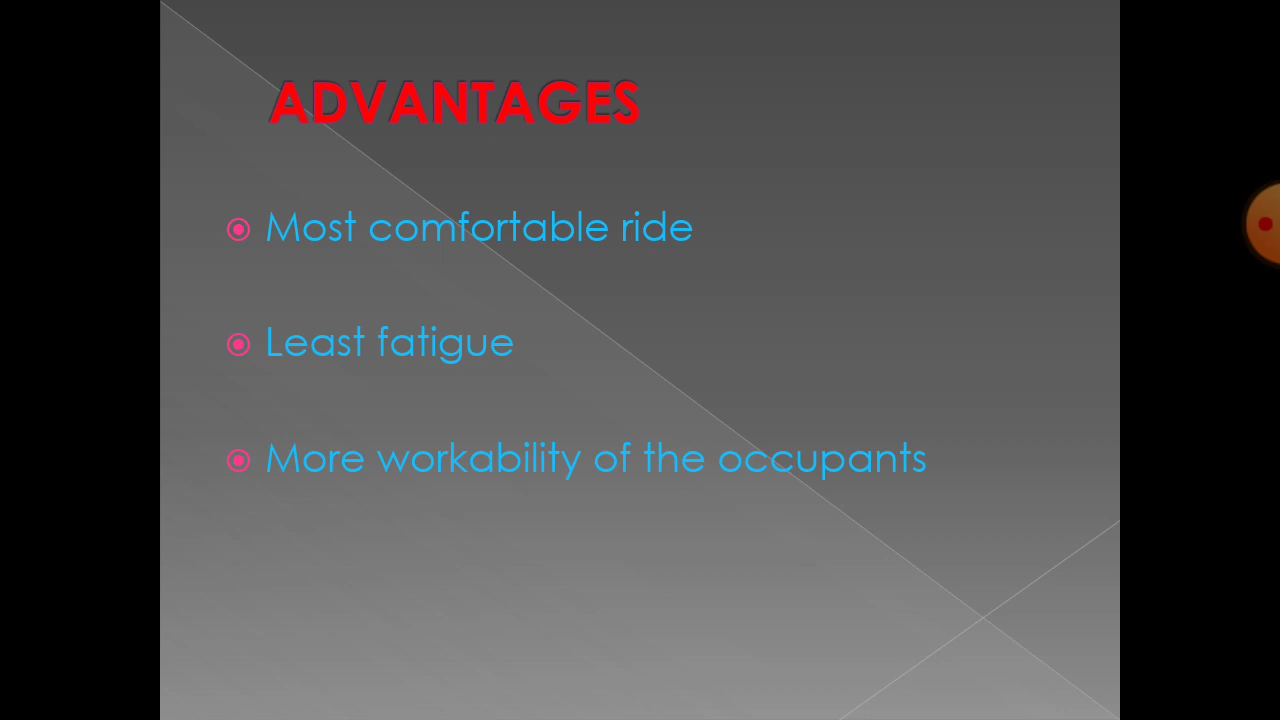 ADVANTAGES
Most comfortable ride
Least fatigue
More workability of the occupants